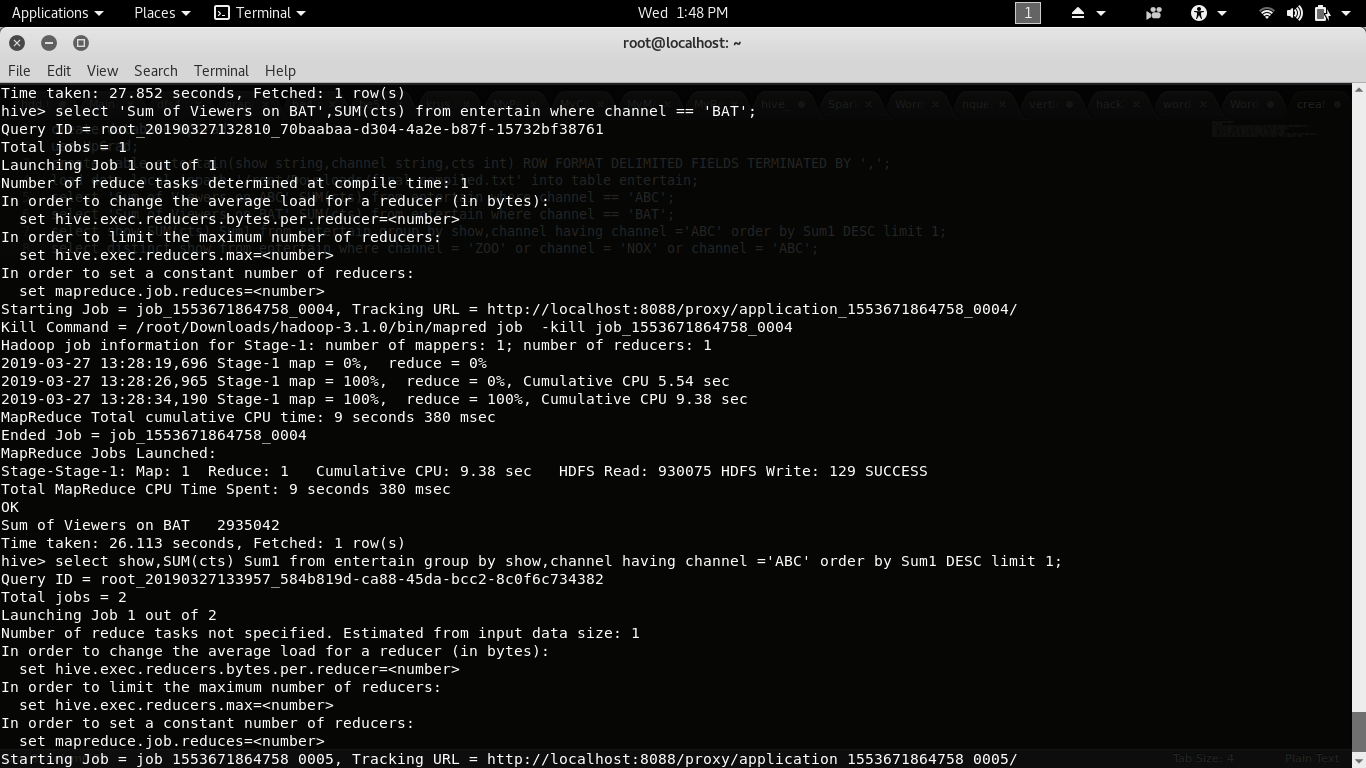 Applications Places Terminal Wed 1:48 PM 1
root@localhost: ~
File Edit View Search Terminal Help
Time taken: 27.852 seconds, Fetched: 1 row(s)
hive> select 'Sum of Viewers on BAT',SUM(cts) from entertain where channel == 'BAT';
Query ID = root_20190327132810_70baabaa-d304-4a2e-b87f-15732bf38761
Total jobs = 1
Launching Job 1 out of 1
Number of reduce tasks determined at compile time: 1
In order to change the average load for a reducer (in bytes):
  set hive.exec.reducers.bytes.per.reducer=<number>
In order to limit the maximum number of reducers:
  set hive.exec.reducers.max=<number>
In order to set a constant number of reducers:
  set mapreduce.job.reduces=<number>
Starting Job = job_1553671864758_0004, Tracking URL = http://localhost:8088/proxy/application_1553671864758_0004/
Kill Command = /root/Downloads/hadoop-3.1.0/bin/mapred job  -kill job_1553671864758_0004
Hadoop job information for Stage-1: number of mappers: 1; number of reducers: 1
2019-03-27 13:28:19,696 Stage-1 map = 0%,  reduce = 0%
2019-03-27 13:28:26,965 Stage-1 map = 100%,  reduce = 0%, Cumulative CPU 5.54 sec
2019-03-27 13:28:34,190 Stage-1 map = 100%,  reduce = 100%, Cumulative CPU 9.38 sec
MapReduce Total cumulative CPU time: 9 seconds 380 msec
Ended Job = job_1553671864758_0004
MapReduce Jobs Launched:
Stage-Stage-1: Map: 1  Reduce: 1   Cumulative CPU: 9.38 sec   HDFS Read: 930075 HDFS Write: 129 SUCCESS
Total MapReduce CPU Time Spent: 9 seconds 380 msec
OK
Sum of Viewers on BAT   2935042
Time taken: 26.113 seconds, Fetched: 1 row(s)
hive> select show,SUM(cts) Sum1 from entertain group by show,channel having channel ='ABC' order by Sum1 DESC limit 1;
Query ID = root_20190327133957_584b819d-ca88-45da-bcc2-8c0f6c734382
Total jobs = 2
Launching Job 1 out of 2
Number of reduce tasks not specified. Estimated from input data size: 1
In order to change the average load for a reducer (in bytes):
  set hive.exec.reducers.bytes.per.reducer=<number>
In order to limit the maximum number of reducers:
  set hive.exec.reducers.max=<number>
In order to set a constant number of reducers:
  set mapreduce.job.reduces=<number>
Starting Job = job_1553671864758_0005, Tracking URL = http://localhost:8088/proxy/application_1553671864758_0005/
Tab Size: 4 Plain Text